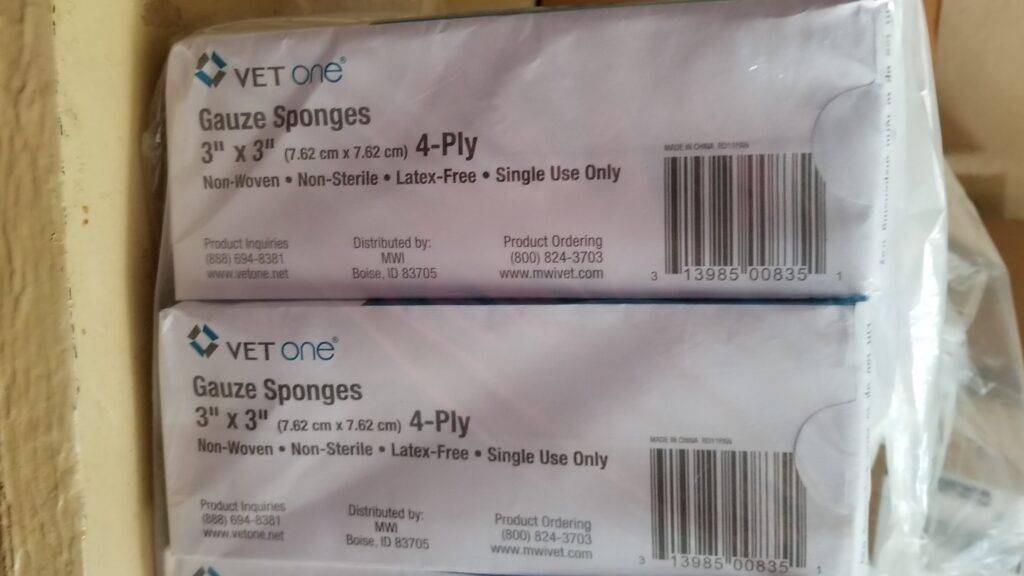 VET one®
Gauze Sponges
3" x 3" (7.62 cm x 7.62 cm) 4-Ply
Non-Woven • Non-Sterile • Latex-Free • Single Use Only
Product Inquiries
(888) 694-8381
www.vetone.net
Distributed by:
MWI
Boise, ID 83705
Product Ordering
(800) 824-3703
www.mwivet.com
MADE IN CHINA
3 13985 00835 1
VET one®
Gauze Sponges
3" x 3" (7.62 cm x 7.62 cm) 4-Ply
Non-Woven • Non-Sterile • Latex-Free • Single Use Only
Product Inquiries
(888) 694-8381
www.vetone.net
Distributed by:
MWI
Boise, ID 83705
Product Ordering
(800) 824-3703
www.mwivet.com
MADE IN CHINA
3 13985 00835 1